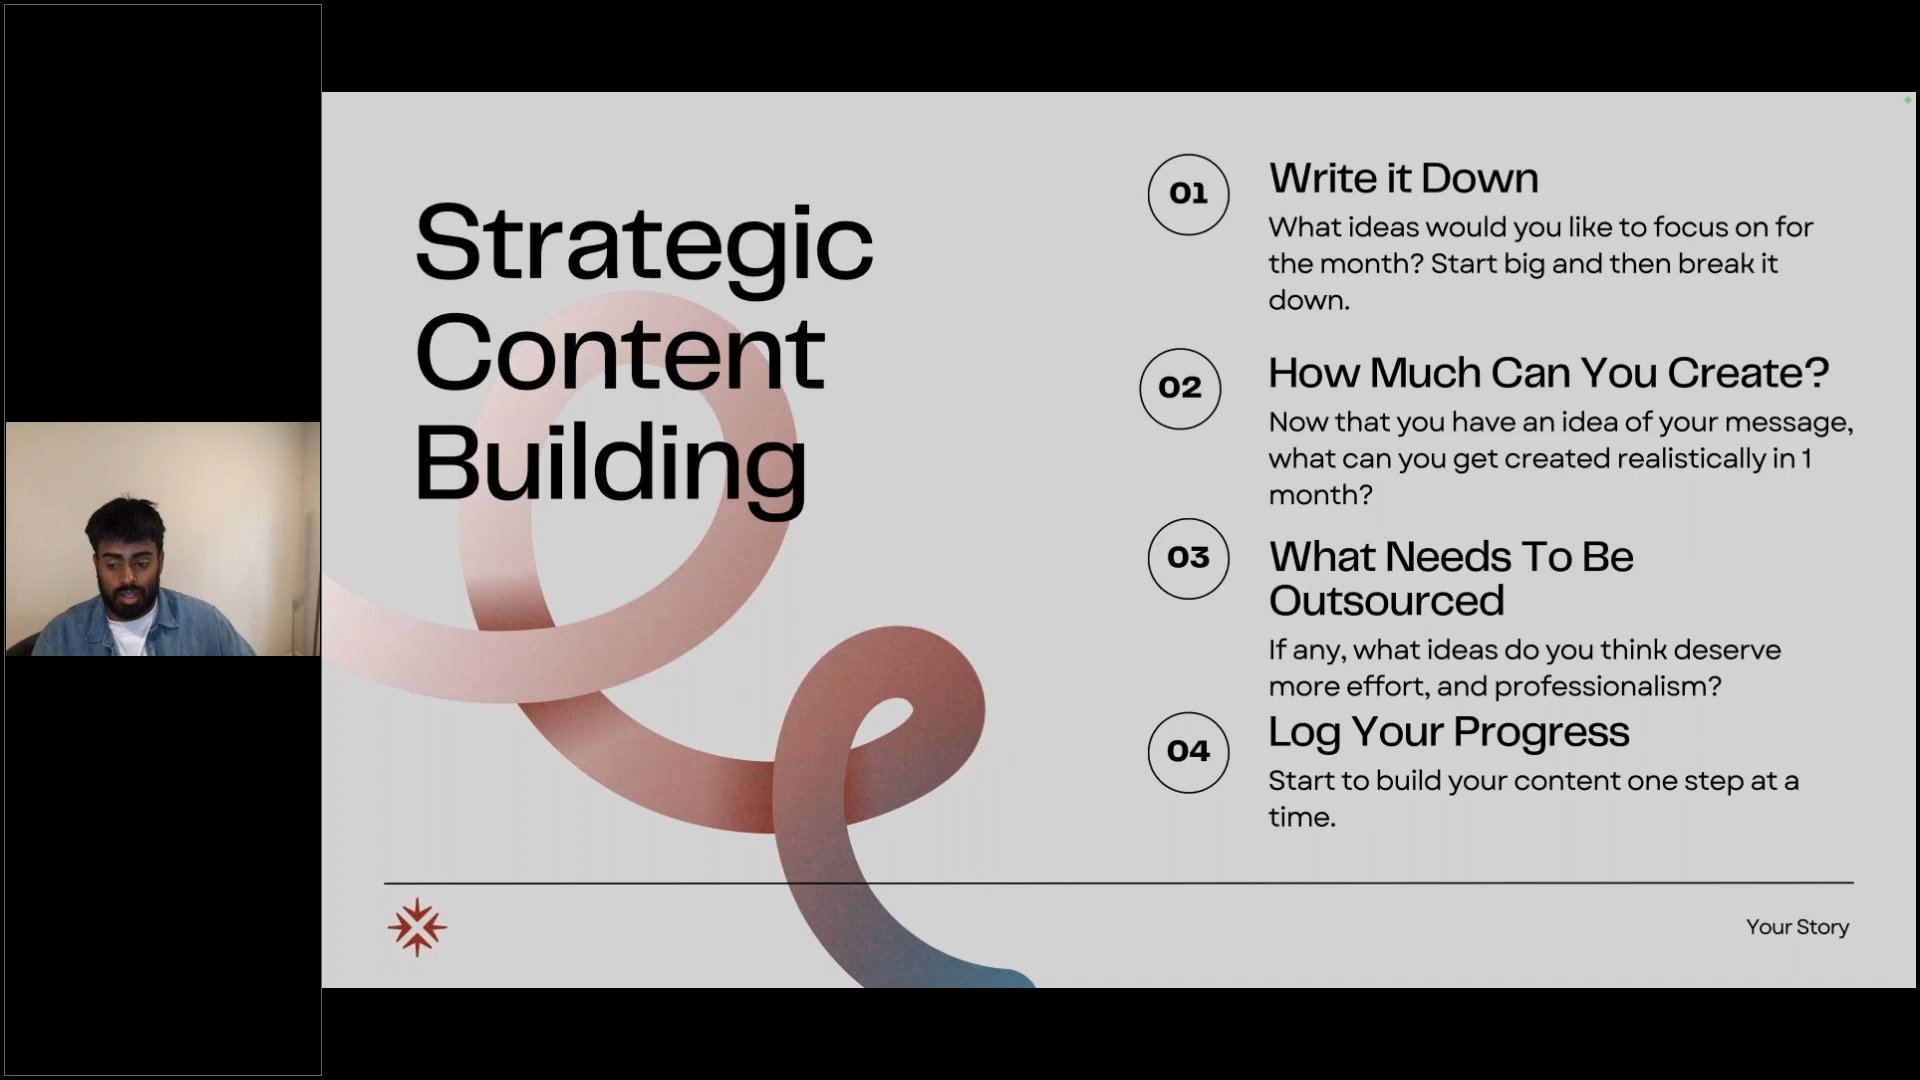 Strategic
Content
Building
01
Write it Down
What ideas would you like to focus on for
the month? Start big and then break it
down.
02
How Much Can You Create?
Now that you have an idea of your message,
what can you get created realistically in 1
month?
03
What Needs To Be
Outsourced
If any, what ideas do you think deserve
more effort, and professionalism?
04
Log Your Progress
Start to build your content one step at a
time.
Your Story